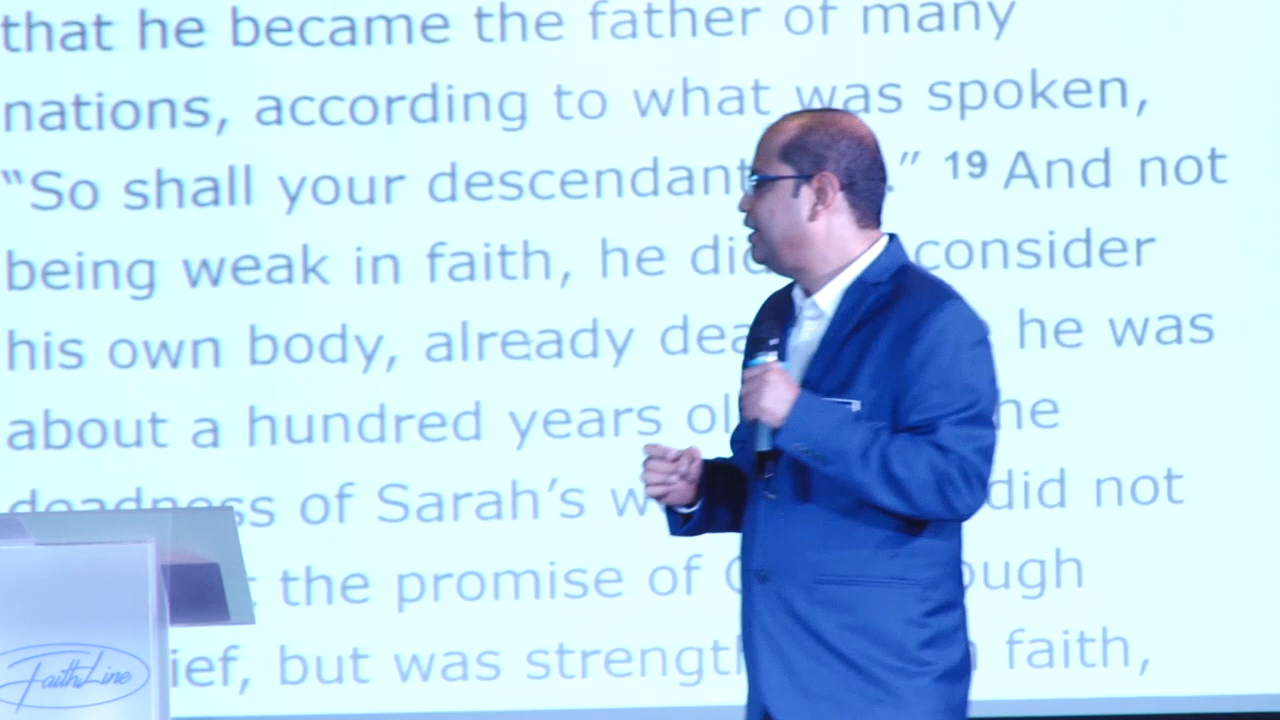 that he became the father of many
nations, according to what was spoken,
“So shall your descendant .” 19 And not
being weak in faith, he did consider
his own body, already dea he was
about a hundred years ol he
deadness of Sarah’s w did not
the promise of ough
ief, but was strength faith,
FaithLine